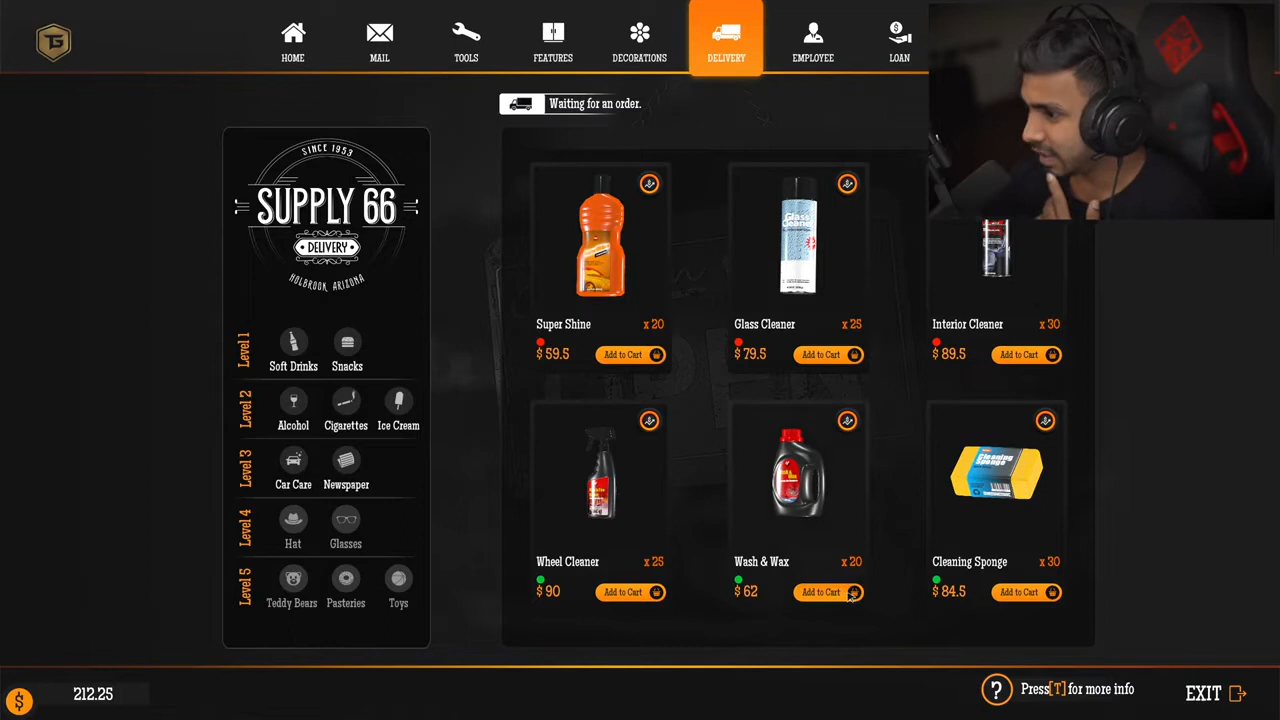 TG
HOME
MAIL
TOOLS
FEATURES
DECORATIONS
DELIVERY
EMPLOYEE
LOAN
Waiting for an order.
SINCE 1953
SUPPLY 66
DELIVERY
HOLBROOK ARIZONA
Level 1
Soft Drinks
Snacks
Level 2
Alcohol
Cigarettes
Ice Cream
Level 3
Car Care
Newspaper
Level 4
Hat
Glasses
Level 5
Teddy Bears
Pasteries
Toys
Super Shine x 20
$ 59.5 Add to Cart
Glass Cleaner
Glass Cleaner x 25
$ 79.5 Add to Cart
Interior Cleaner x 30
$ 89.5 Add to Cart
Wheel Cleaner x 25
$ 90 Add to Cart
Wash & Wax x 20
$ 62 Add to Cart
Cleaning Sponge
Cleaning Sponge x 30
$ 84.5 Add to Cart
$ 212.25
? Press[T] for more info
EXIT